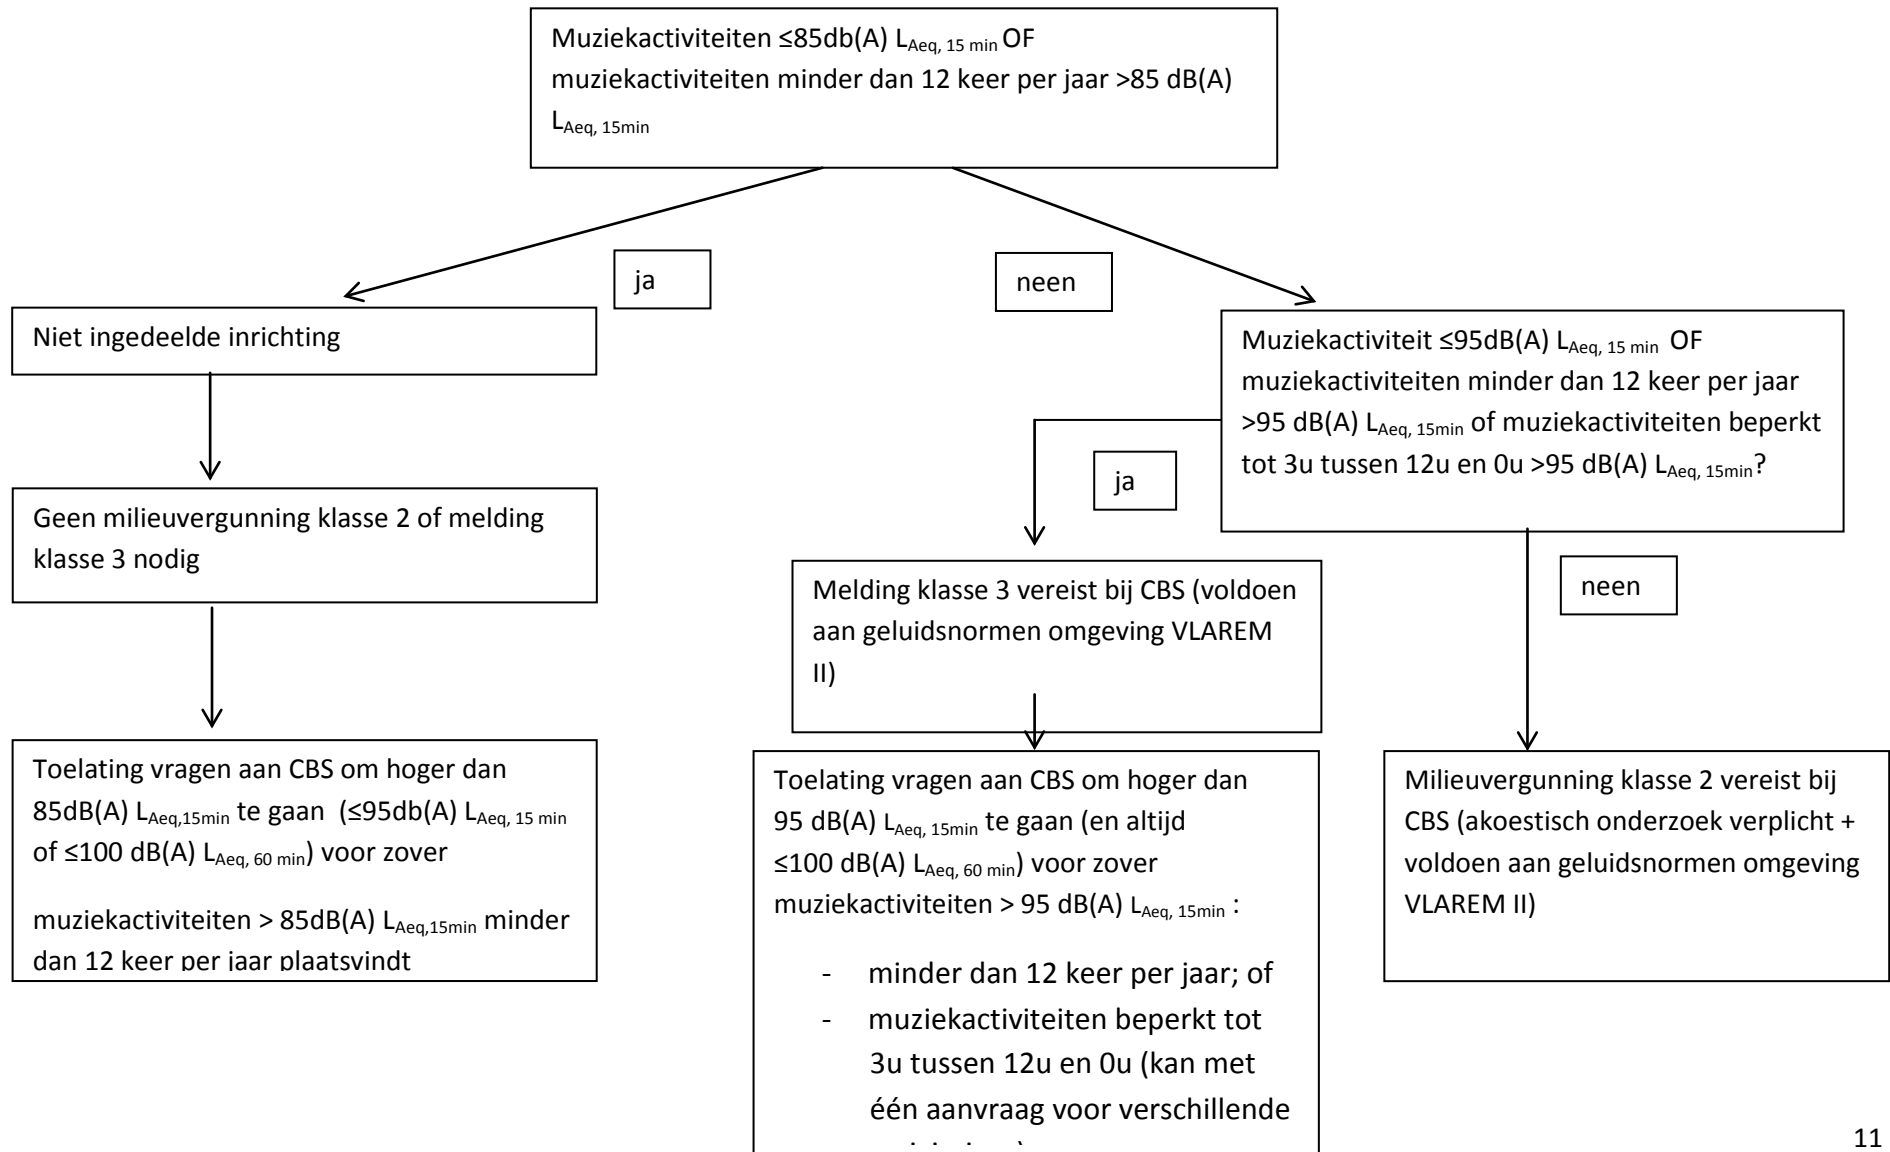 Muziekactiviteiten ≤85db(A) LAeq, 15 min OF
muziekactiviteiten minder dan 12 keer per jaar >85 dB(A)
LAeq, 15min
ja
neen
Niet ingedeelde inrichting
Geen milieuvergunning klasse 2 of melding
klasse 3 nodig
Toelating vragen aan CBS om hoger dan
85dB(A) LAeq,15min te gaan (≤95db(A) LAeq, 15 min
of ≤100 dB(A) LAeq, 60 min) voor zover
muziekactiviteiten > 85dB(A) LAeq,15min minder
dan 12 keer per jaar plaatsvindt
Muziekactiviteit ≤95dB(A) LAeq, 15 min OF
muziekactiviteiten minder dan 12 keer per jaar
>95 dB(A) LAeq, 15min of muziekactiviteiten beperkt
tot 3u tussen 12u en 0u >95 dB(A) LAeq, 15min?
ja
neen
Melding klasse 3 vereist bij CBS (voldoen
aan geluidsnormen omgeving VLAREM
II)
Toelating vragen aan CBS om hoger dan
95 dB(A) LAeq, 15min te gaan (en altijd
≤100 dB(A) LAeq, 60 min) voor zover
muziekactiviteiten > 95 dB(A) LAeq, 15min :
- minder dan 12 keer per jaar; of
- muziekactiviteiten beperkt tot
3u tussen 12u en 0u (kan met
één aanvraag voor verschillende
Milieuvergunning klasse 2 vereist bij
CBS (akoestisch onderzoek verplicht +
voldoen aan geluidsnormen omgeving
VLAREM II)
11